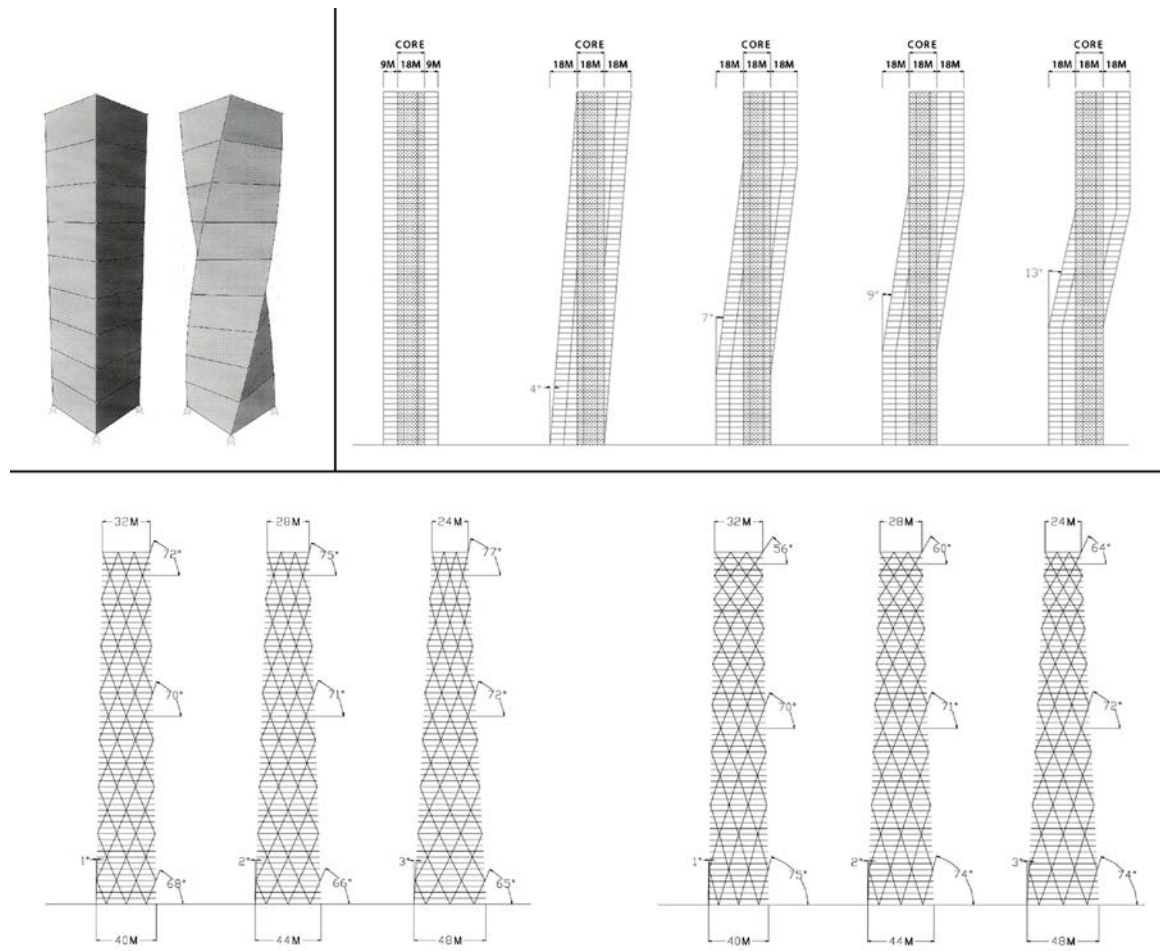 CORE CORE CORE CORE CORE
9M 18M 9M 18M 18M 18M 18M 18M 18M 18M 18M 18M 18M 18M 18M
13°
9°
7°
4°
32M 28M 24M 32M 28M 24M
72° 75° 77° 56° 60° 64°
70° 71° 72° 70° 71° 72°
1° 2° 3° 1° 2° 3°
68° 66° 65° 75° 74° 74°
40M 44M 48M 40M 44M 48M